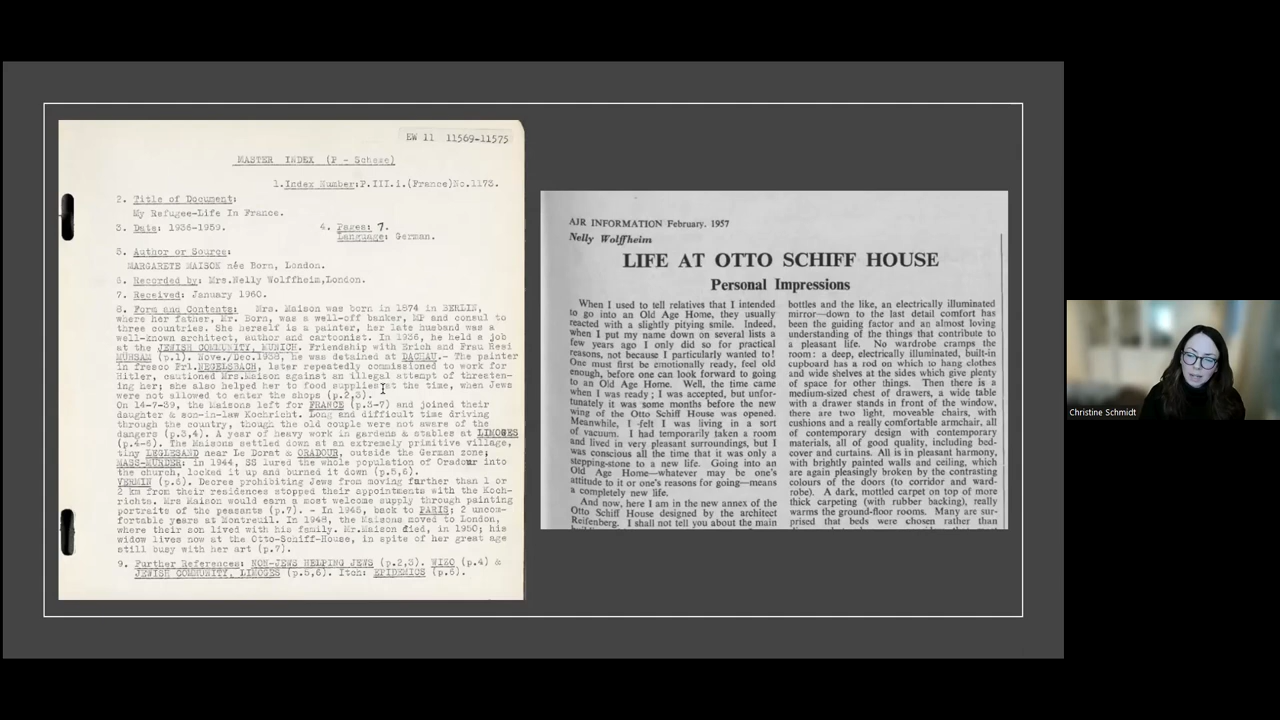 EW 11 11569-11575
MASTER INDEX (P - Scheme)
1. Index Number: P.III.i.(France)No.1173.
2. Title of Document:
My Refugee-Life In France.
3. Date: 1936-1959.
4. Pages: 7.
Language: German.
5. Author or Source:
MARGARETE MAISON née Born, London.
6. Recorded by: Mrs.Nelly Wolffheim,London.
7. Received: January 1960.
8. Form and Contents: Mrs. Maison was born in 1874 in BERLIN,
where her father, Mr. Born, was a well-off banker, MP and consul to
three countries. She herself is a painter, her late husband was a
well-known architect, author and cartoonist. In 1936, he held a job
at the JEWISH COMMUNITY, MUNICH. Friendship with Erich and Frau Resi
MÜHSAM (p.1). Nove./Dec.1938, he was detained at DACHAU.- The painter
in fresco Frl.NEGELSBACH, later repeatedly commissioned to work for
Hitler, cautioned Mrs.Maison against an illegal attempt of threaten-
ing her; she also helped her to food supplies at the time, when Jews
were not allowed to enter the shops (p.2,3).
On 14-7-39, the Maisons left for FRANCE (p.3-7) and joined their
daughter & son-in-law Kochricht. Long and difficult time driving
through the country, though the old couple were not aware of the
dangers (p.3,4). A year of heavy work in gardens & stables at LIMOGES
(p.4-6). The Maisons settled at an extremely primitive village,
tiny LEGLESAND near Le Dorat & ORADOUR, outside the German zone;
MASS-MURDER: in 1944, SS lured the whole population of Oradour into
the church, locked it up and burned it down (p.5,6).
VERMIN (p.6). Decree prohibiting Jews from moving further than 1 or
2 km from their residences stopped their appointments with the Koch-
richts. Mrs Maison would earn a most welcome supply through painting
portraits of the peasants (p.7). - In 1945, back to PARIS; 2 uncom-
fortable years at Montreuil. In 1948, the Maisons moved to London,
where their son lived with his family. Mr.Maison died, in 1950; his
widow lives now at the Otto-Schiff-House, in spite of her great age
still busy with her art (p.7).
9. Further References: NON-JEWS HELPING JEWS (p.2,3). WIZO (p.4) &
JEWISH COMMUNITY, LIMOGES (p.5,6). Itch: EPIDEMICS (p.6).
AJR INFORMATION February, 1957
Nelly Wolffheim
LIFE AT OTTO SCHIFF HOUSE
Personal Impressions
When I used to tell relatives that I intended
to go into an Old Age Home, they usually
reacted with a slightly pitying smile. Indeed,
when I put my name down on several lists a
few years ago I only did so for practical
reasons, not because I particularly wanted to!
One must first be emotionally ready, feel old
enough, before one can look forward to going
to an Old Age Home. Well, the time came
when I was ready; I was accepted, but unfor-
tunately it was some months before the new
wing of the Otto Schiff House was opened.
Meanwhile, I felt I was living in a sort
of vacuum. I had temporarily taken a room
and lived in very pleasant surroundings, but I
was conscious all the time that it was only a
stepping-stone to a new life. Going into an
Old Age Home—whatever may be one's
attitude to it or one's reasons for going—means
a completely new life.
And now, here I am in the new annex of the
Otto Schiff House designed by the architect
Reifenberg. I shall not tell you about the main
bottles and the like, an electrically illuminated
mirror—down to the last detail comfort has
been the guiding factor and an almost loving
understanding of the things that contribute to
a pleasant life. No wardrobe cramps the
room: a deep, electrically illuminated, built-in
cupboard has a rod on which to hang clothes
and wide shelves at the sides which give plenty
of space for other things. Then there is a
medium-sized chest of drawers, a wide table
with a drawer stands in front of the window,
there are two light, moveable chairs, with
cushions and a really comfortable armchair, all
of contemporary design with contemporary
materials, all of good quality, including bed-
cover and curtains. All is in pleasant harmony,
with brightly painted walls and ceiling, which
are again pleasingly broken by the contrasting
colours of the doors (to corridor and ward-
robe). A dark, mottled carpet on top of more
thick carpeting (with rubber backing), really
warms the ground-floor rooms. Many are sur-
prised that beds were chosen rather than
Christine Schmidt